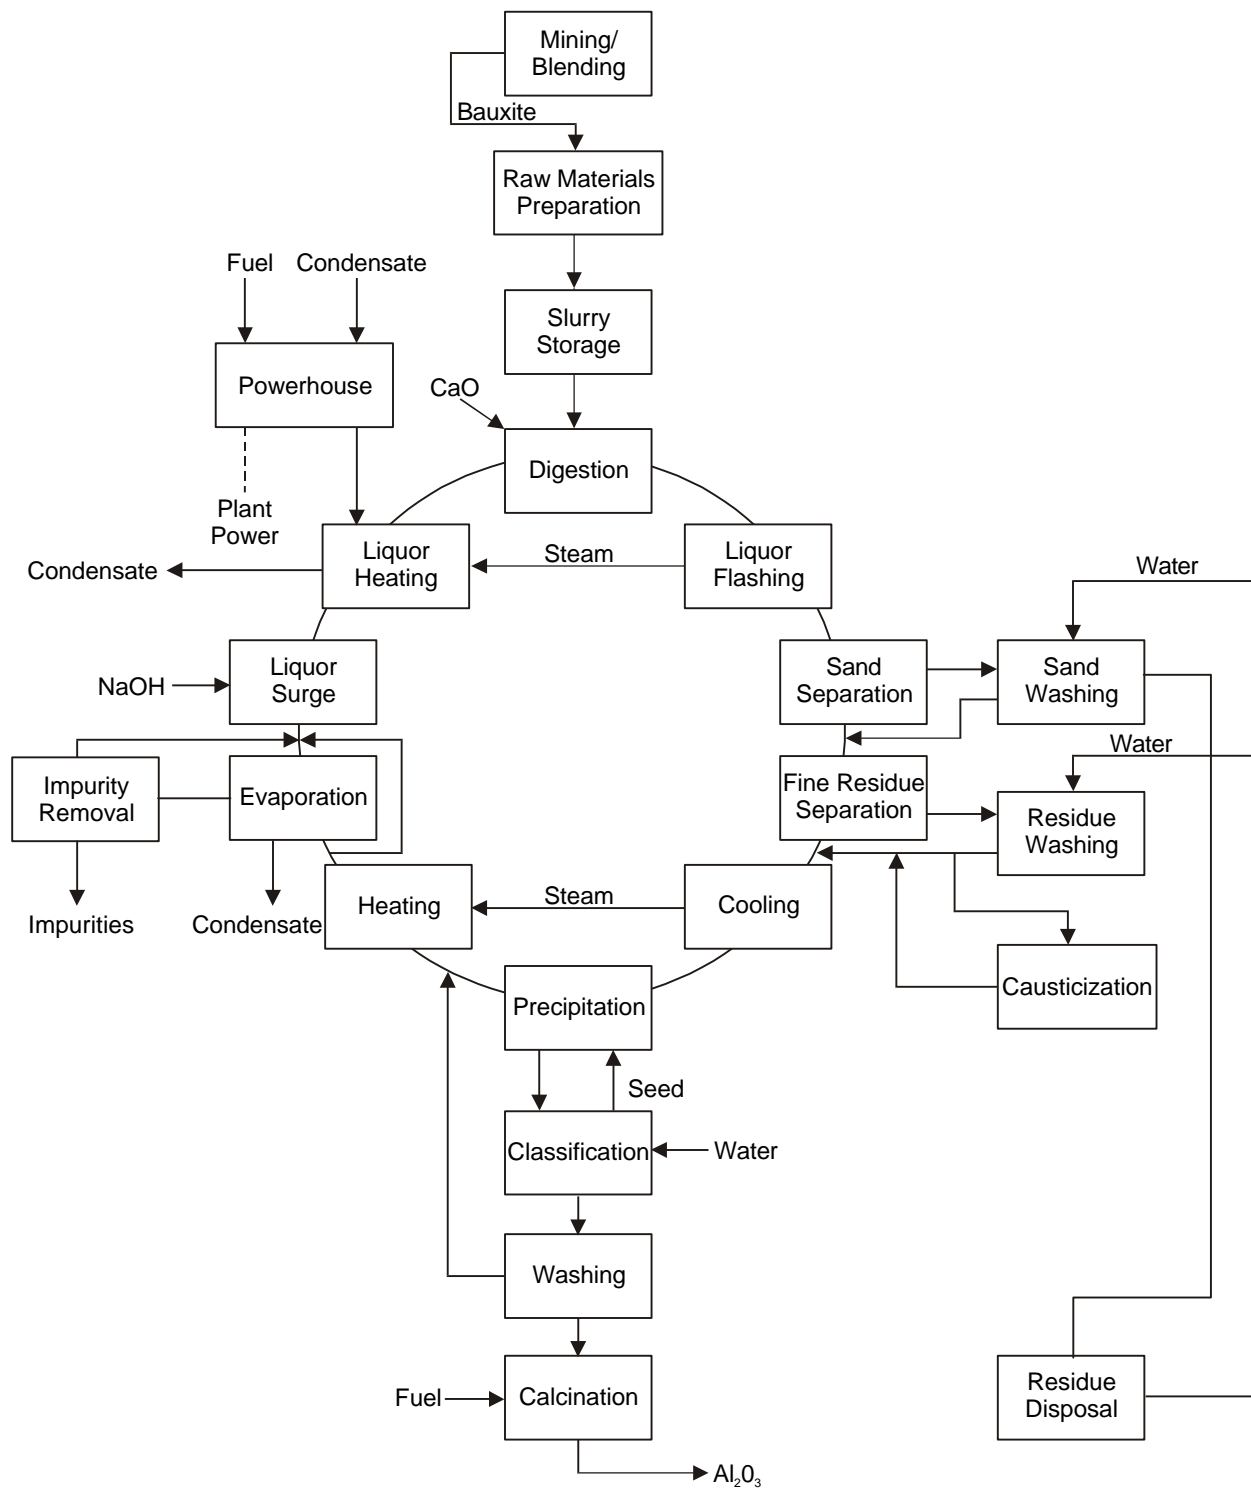 Mining/
Blending
Bauxite
Raw Materials
Preparation
Fuel
Condensate
Slurry
Storage
Powerhouse
CaO
Digestion
Plant
Power
Liquor
Heating
Steam
Liquor
Flashing
Condensate
Water
NaOH
Liquor
Surge
Sand
Separation
Sand
Washing
Water
Impurity
Removal
Evaporation
Fine Residue
Separation
Residue
Washing
Impurities
Condensate
Heating
Steam
Cooling
Causticization
Precipitation
Seed
Classification
Water
Washing
Fuel
Calcination
Residue
Disposal
Al₂0₃